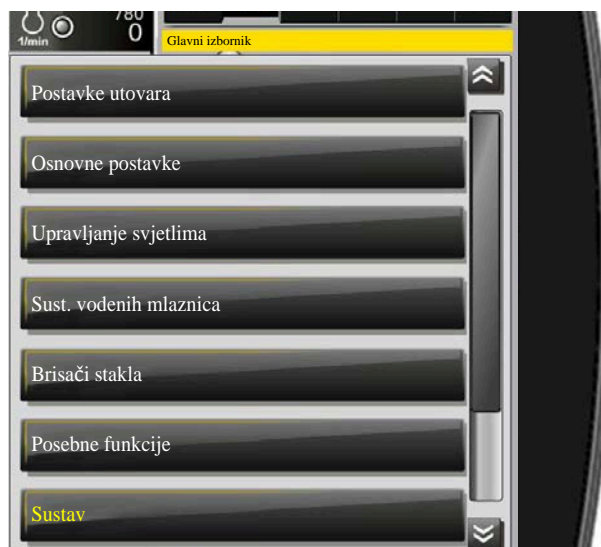 780
1/min
0
Glavni izbornik
Postavke utovara
Osnovne postavke
Upravljanje svjetlima
Sust. vodenih mlaznica
Brisači stakla
Posebne funkcije
Sustav